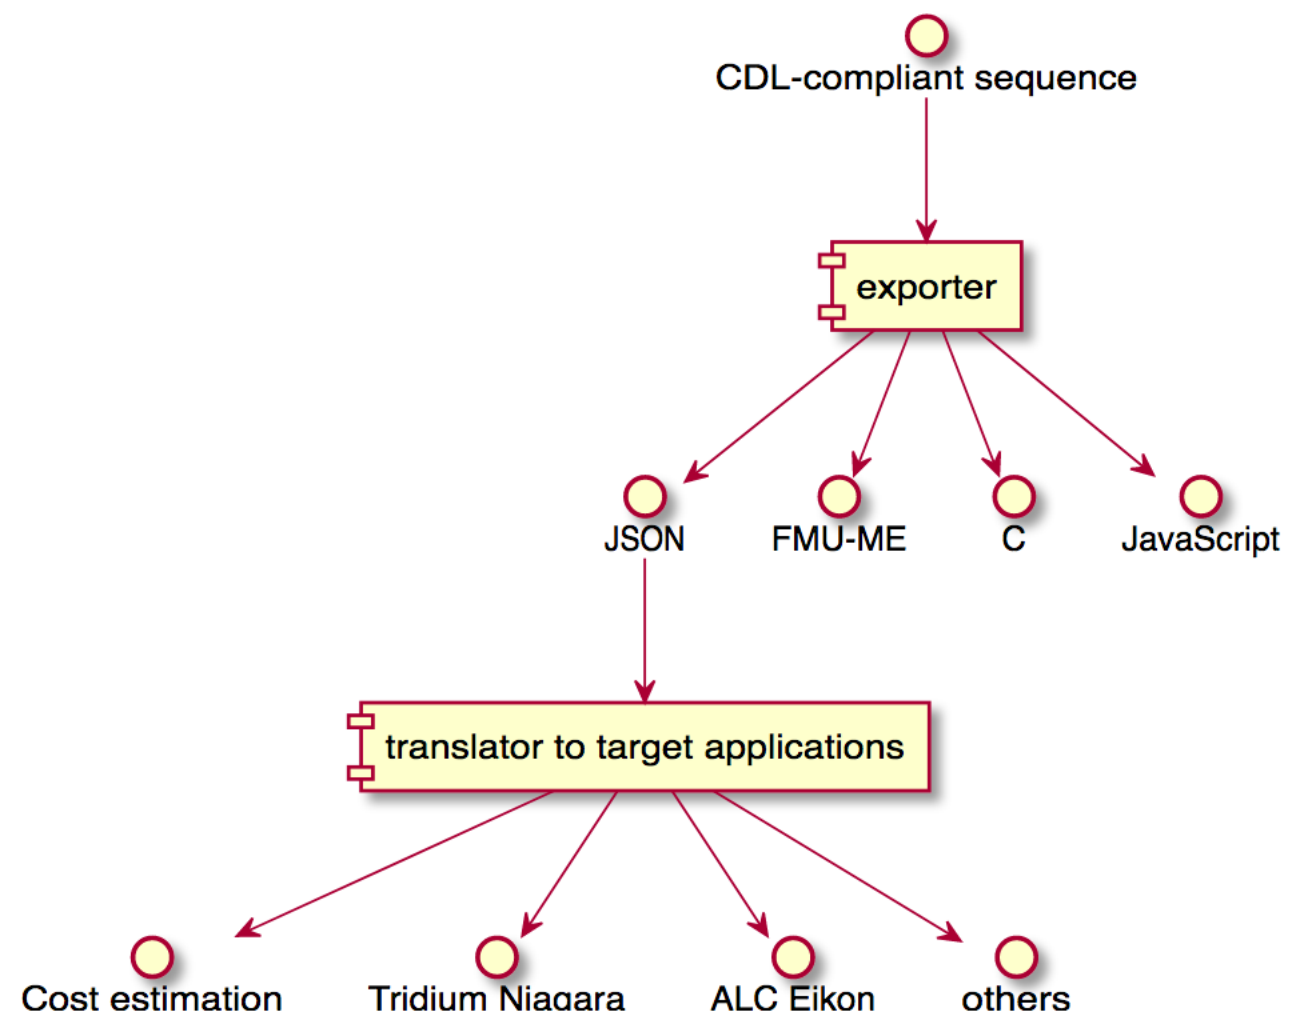 CDL-compliant sequence
exporter
JSON
FMU-ME
C
JavaScript
translator to target applications
Cost estimation
Tridium Niagara
ALC Eikon
others